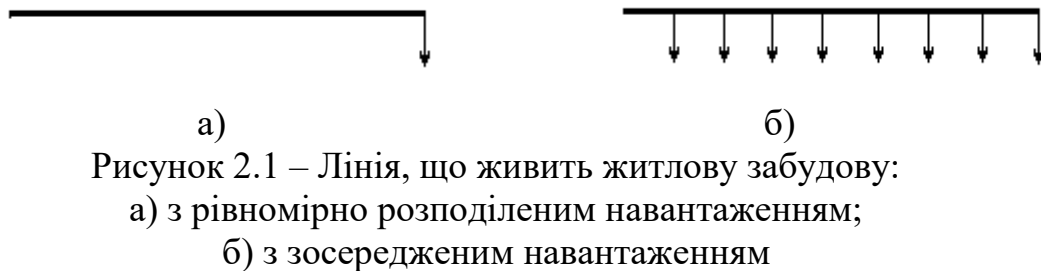 а) б)
Рисунок 2.1 – Лінія, що живить житлову забудову:
а) з рівномірно розподіленим навантаженням;
б) з зосередженим навантаженням